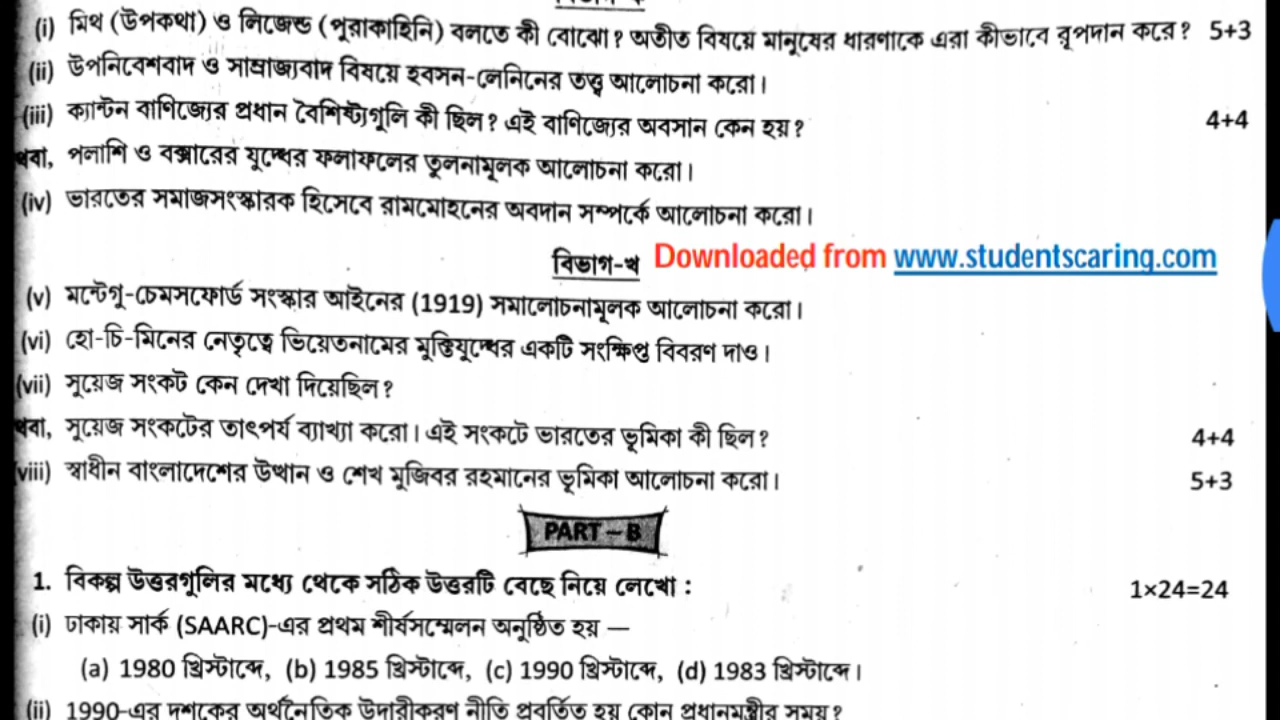 (i) মিথ (উপকথা) ও লিজেন্ড (পুরাকাহিনি) বলতে কী বোঝো? অতীত বিষয়ে মানুষের ধারণাকে এরা কীভাবে রূপদান করে? 5+3
(ii) উপনিবেশবাদ ও সাম্রাজ্যবাদ বিষয়ে হবসন-লেনিনের তত্ত্ব আলোচনা করো।
(iii) ক্যান্টন বাণিজ্যের প্রধান বৈশিষ্ট্যগুলি কী ছিল? এই বাণিজ্যের অবসান কেন হয়? 4+4
পলাশি ও বক্সারের যুদ্ধের ফলাফলের তুলনামূলক আলোচনা করো।
(iv) ভারতের সমাজসংস্কারক হিসেবে রামমোহনের অবদান সম্পর্কে আলোচনা করো।
বিভাগ-খ Downloaded from www.studentscaring.com
(v) মন্টেগু-চেমসফোর্ড সংস্কার আইনের (1919) সমালোচনামূলক আলোচনা করো।
(vi) হো-চি-মিনের নেতৃত্বে ভিয়েতনামের মুক্তিযুদ্ধের একটি সংক্ষিপ্ত বিবরণ দাও।
(vii) সুয়েজ সংকট কেন দেখা দিয়েছিল?
সুয়েজ সংকটের তাৎপর্য ব্যাখ্যা করো। এই সংকটে ভারতের ভূমিকা কী ছিল? 4+4
(viii) স্বাধীন বাংলাদেশের উত্থান ও শেখ মুজিবর রহমানের ভূমিকা আলোচনা করো। 5+3
PART – B
1. বিকল্প উত্তরগুলির মধ্যে থেকে সঠিক উত্তরটি বেছে নিয়ে লেখো : 1×24=24
(i) ঢাকায় সার্ক (SAARC)-এর প্রথম শীর্ষসম্মেলন অনুষ্ঠিত হয় —
(a) 1980 খ্রিস্টাব্দে, (b) 1985 খ্রিস্টাব্দে, (c) 1990 খ্রিস্টাব্দে, (d) 1983 খ্রিস্টাব্দে।
(ii) 1990-এর দশকের অর্থনৈতিক উদারীকরণ নীতি প্রবর্তিত হয় কোন প্রধানমন্ত্রীর সময়?